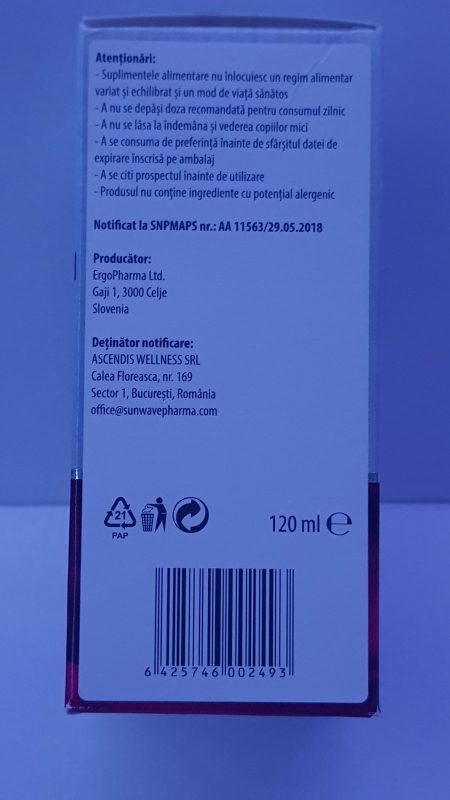 Atenționări:
- Suplimentele alimentare nu înlocuiesc un regim alimentar
variat și echilibrat și un mod de viață sănătos
- A nu se depăși doza recomandată pentru consumul zilnic
- A nu se lăsa la îndemâna și vederea copiilor mici
- A se consuma de preferință înainte de sfârșitul datei de
expirare înscrisă pe ambalaj
- A se citi prospectul înainte de utilizare
- Produsul nu conține ingrediente cu potențial alergenic
Notificat la SNPMAPS nr.: AA 11563/29.05.2018
Producător:
ErgoPharma Ltd.
Gaji 1, 3000 Celje
Slovenia
Deținător notificare:
ASCENDIS WELLNESS SRL
Calea Floreasca, nr. 169
Sector 1, București, România
office@sunwavepharma.com
21
PAP
120 ml ℮
6 425746 002493